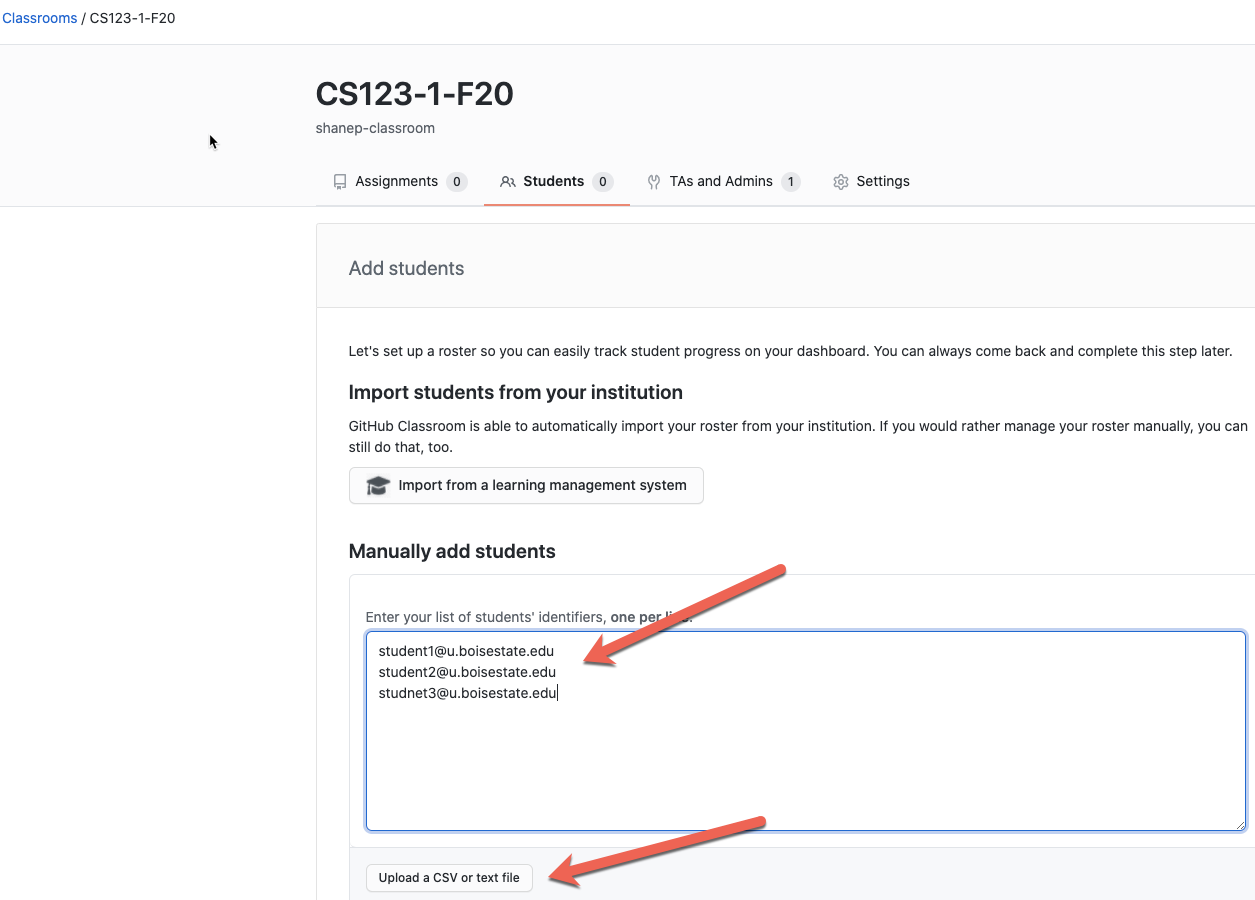 Classrooms / CS123-1-F20
CS123-1-F20
shanep-classroom
Assignments 0 Students 0 TAs and Admins 1 Settings
Add students
Let's set up a roster so you can easily track student progress on your dashboard. You can always come back and complete this step later.
Import students from your institution
GitHub Classroom is able to automatically import your roster from your institution. If you would rather manage your roster manually, you can
still do that, too.
Import from a learning management system
Manually add students
Enter your list of students' identifiers, one per line.
student1@u.boisestate.edu
student2@u.boisestate.edu
studnet3@u.boisestate.edu
Upload a CSV or text file